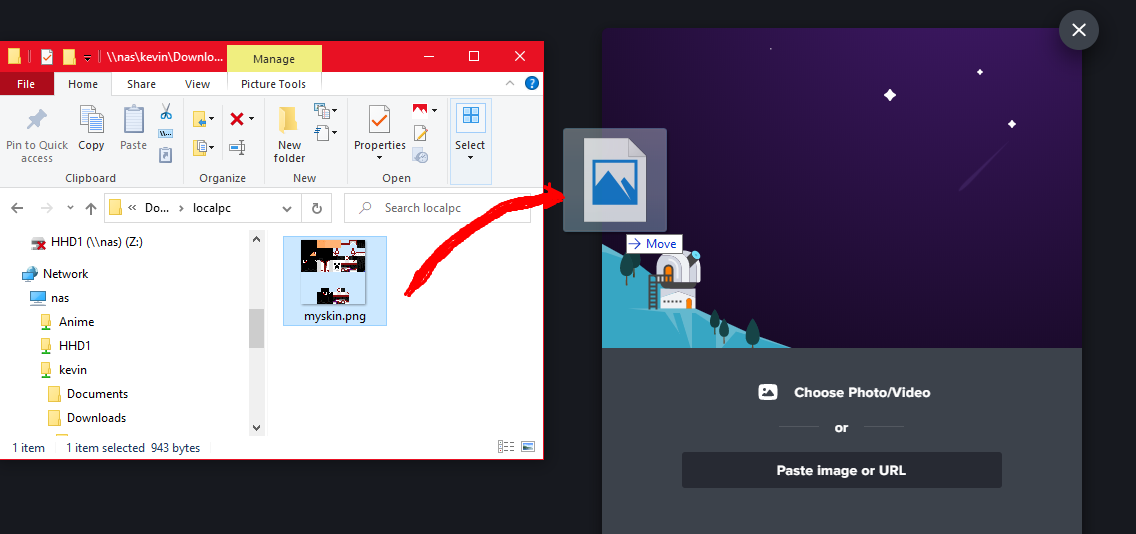 \\nas\kevin\Downlo...
Manage
File
Home
Share
View
Picture Tools
Pin to Quick
access
Copy
Paste
New
folder
Properties
Select
Clipboard
Organize
New
Open
Do...
localpc
Search localpc
HHD1 (\\nas) (Z:)
Network
nas
Anime
HHD1
kevin
Documents
Downloads
myskin.png
1 item
1 item selected 943 bytes
Move
Choose Photo/Video
or
Paste image or URL